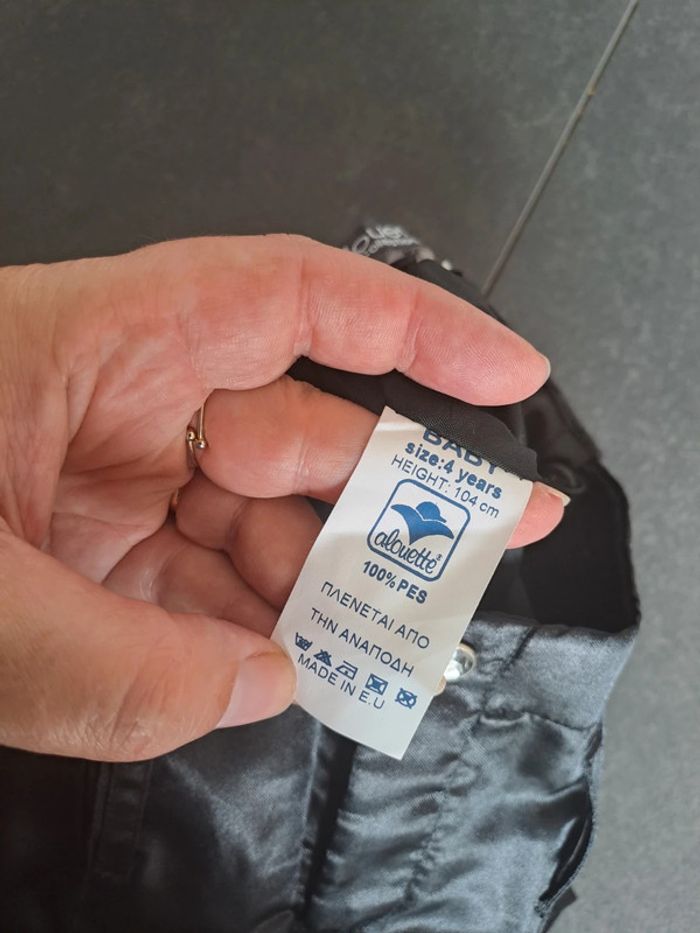 BABY
size:4 years
HEIGHT: 104 cm
alouette®
100% PES
ΠΛΕΝΕΤΑΙ ΑΠΟ
ΤΗΝ ΑΝΑΠΟΔΗ
MADE IN E.U